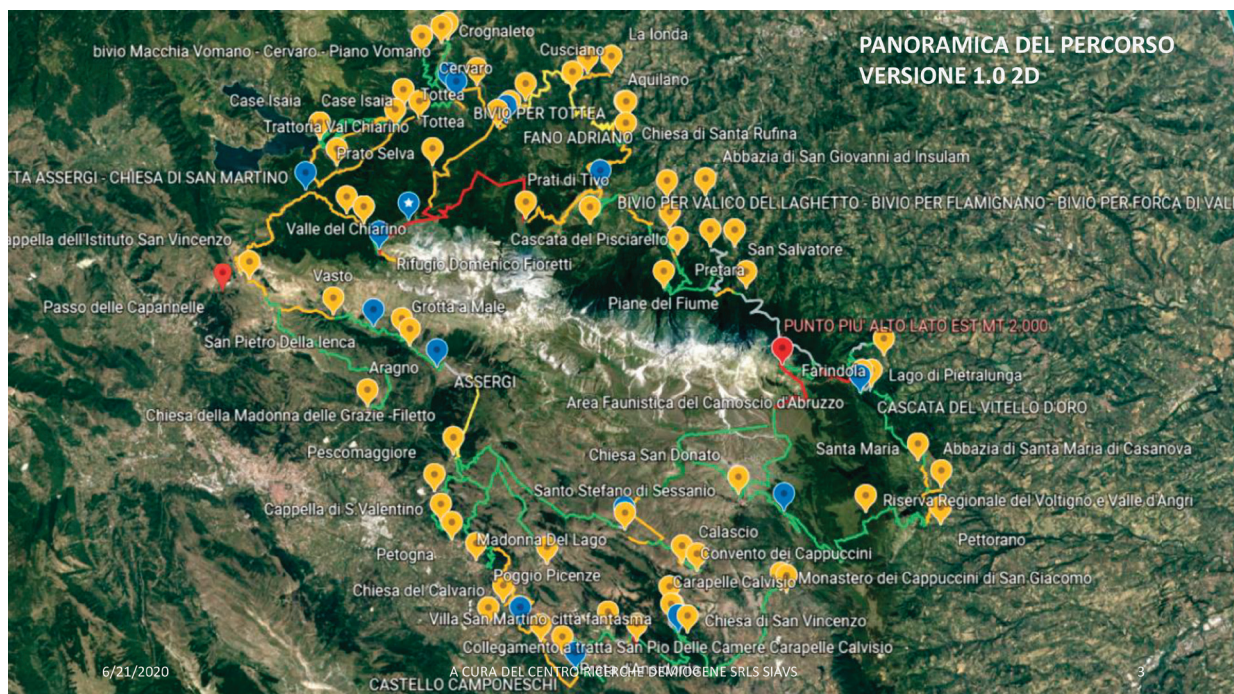 PANORAMICA DEL PERCORSO
VERSIONE 1.0 2D
Crognaleto
La Ionda
bivio Macchia Vomano - Cervaro - Piano Vomano
Cusciano
Cervaro
Aquilano
Case Isaia
Case Isaia
Tottea
Tottea
BIVIO PER TOTTEA
Trattoria Val Chiarino
FANO ADRIANO
Chiesa di Santa Rufina
Prato Selva
Abbazia di San Giovanni ad Insulam
TTA ASSERGI - CHIESA DI SAN MARTINO
Prati di Tivo
BIVIO PER VALICO DEL LAGHETTO - BIVIO PER FLAMIGNANO - BIVIO PER FORCA DI VAL
Valle del Chiarino
appella dell'Istituto San Vincenzo
Cascata del Pisciarello
San Salvatore
Rifugio Domenico Fioretti
Pretara
Vasto
Piane del Fiume
Passo delle Capannelle
Grotta a Male
PUNTO PIU' ALTO LATO EST MT 2.000
San Pietro Della Ienca
Aragno
Farindola
Lago di Pietralunga
ASSERGI
Area Faunistica del Camoscio d'Abruzzo
CASCATA DEL VITELLO D'ORO
Chiesa della Madonna delle Grazie -Filetto
Pescomaggiore
Chiesa San Donato
Santa Maria
Abbazia di Santa Maria di Casanova
Santo Stefano di Sessanio
Riserva Regionale del Voltigno e Valle d'Angri
Cappella di S.Valentino
Calascio
Pettorano
Petogna
Madonna Del Lago
Convento dei Cappuccini
Poggio Picenze
Carapelle Calvisio
Monastero dei Cappuccini di San Giacomo
Chiesa del Calvario
Villa San Martino città fantasma
Chiesa di San Vincenzo
Collegamento a tratta San Pio Delle Camere Carapelle Calvisio
6/21/2020
A CURA DEL CENTRO RICERCHE DEMIOGENE SRLS SIAVS
3
CASTELLO CAMPONESCHI